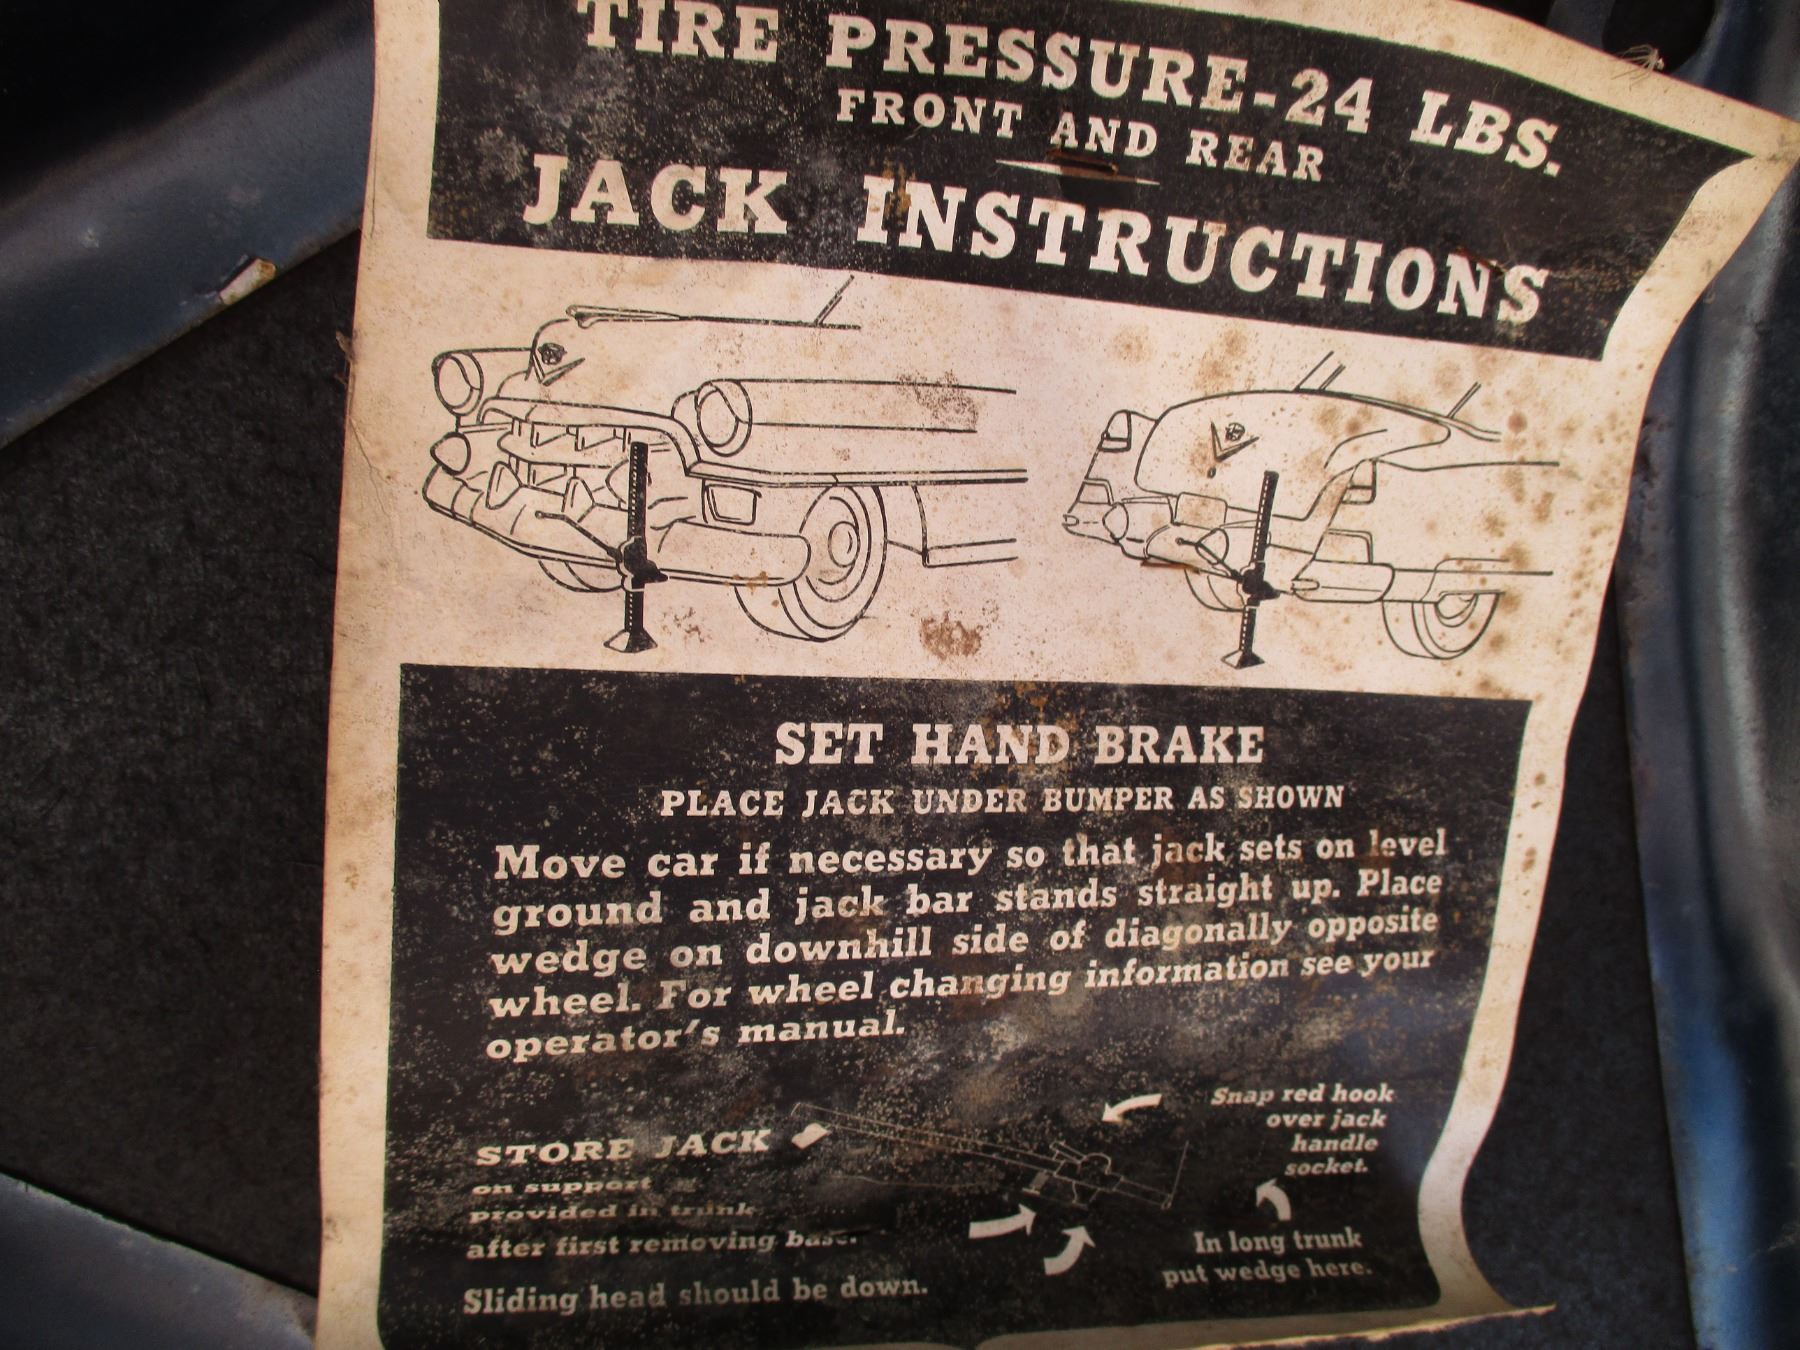 TIRE PRESSURE-24 LBS.
FRONT AND REAR
JACK INSTRUCTIONS
SET HAND BRAKE
PLACE JACK UNDER BUMPER AS SHOWN
Move car if necessary so that jack sets on level
ground and jack bar stands straight up. Place
wedge on downhill side of diagonally opposite
wheel. For wheel changing information see your
operator's manual.
STORE JACK
on support
provided in trunk
after first removing base.
Sliding head should be down.
Snap red hook
over jack
handle
socket.
In long trunk
put wedge here.